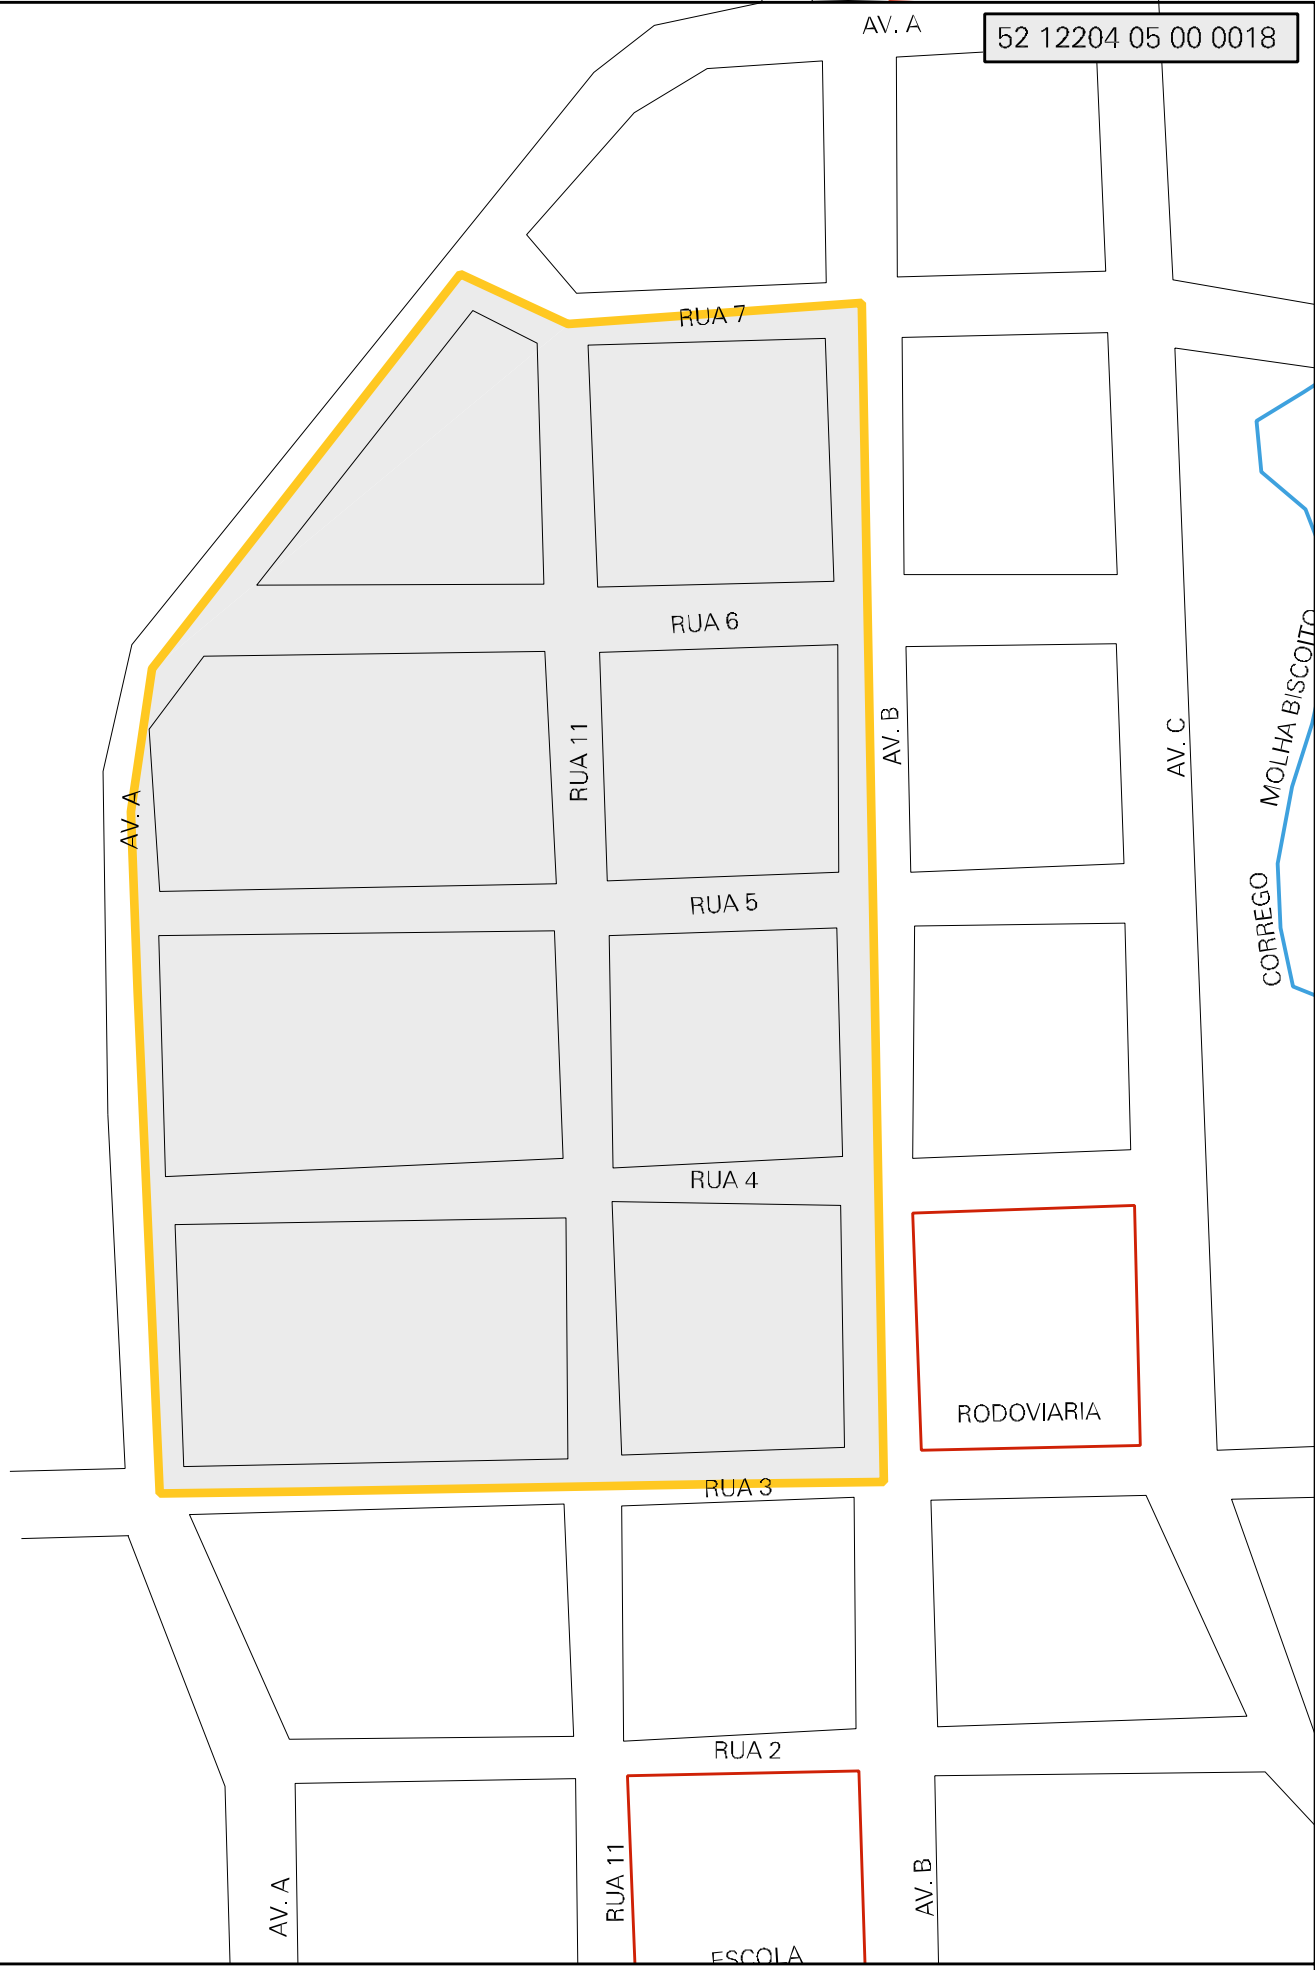 AV. A
52 12204 05 00 0018
RUA 7
RUA 6
RUA 11
AV. B
AV. C
MOLHA BISCOITO
AV. A
RUA 5
CORREGO
RUA 4
RODOVIARIA
RUA 3
RUA 2
AV. A
RUA 11
AV. B
ESCOLA